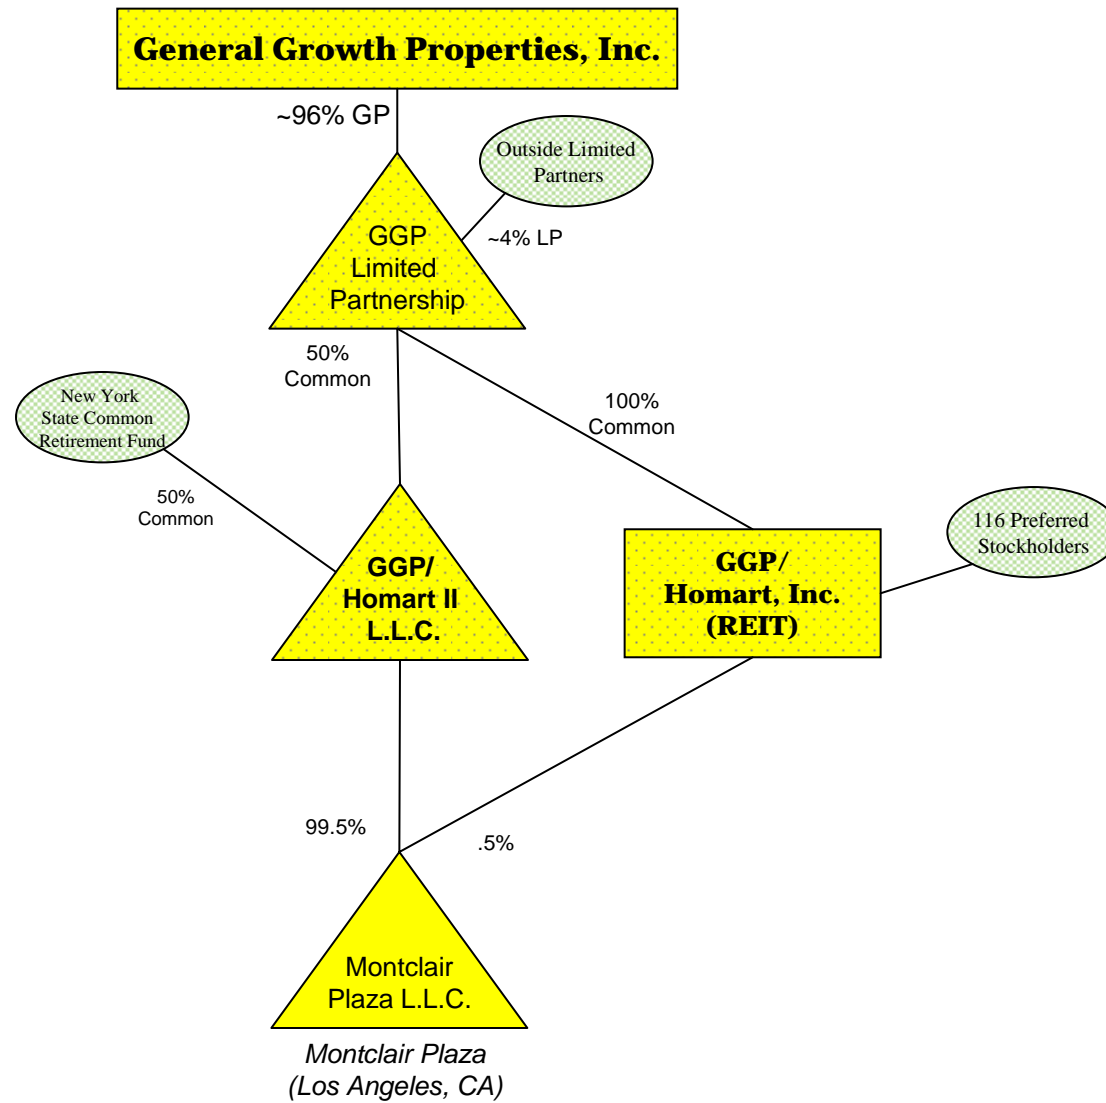 General Growth Properties, Inc.
~96% GP
Outside Limited
Partners
~4% LP
GGP
Limited
Partnership
50%
Common
100%
Common
New York
State Common
Retirement Fund
50%
Common
116 Preferred
Stockholders
GGP/
Homart II
L.L.C.
GGP/
Homart, Inc.
(REIT)
99.5%
.5%
Montclair
Plaza L.L.C.
Montclair Plaza
(Los Angeles, CA)